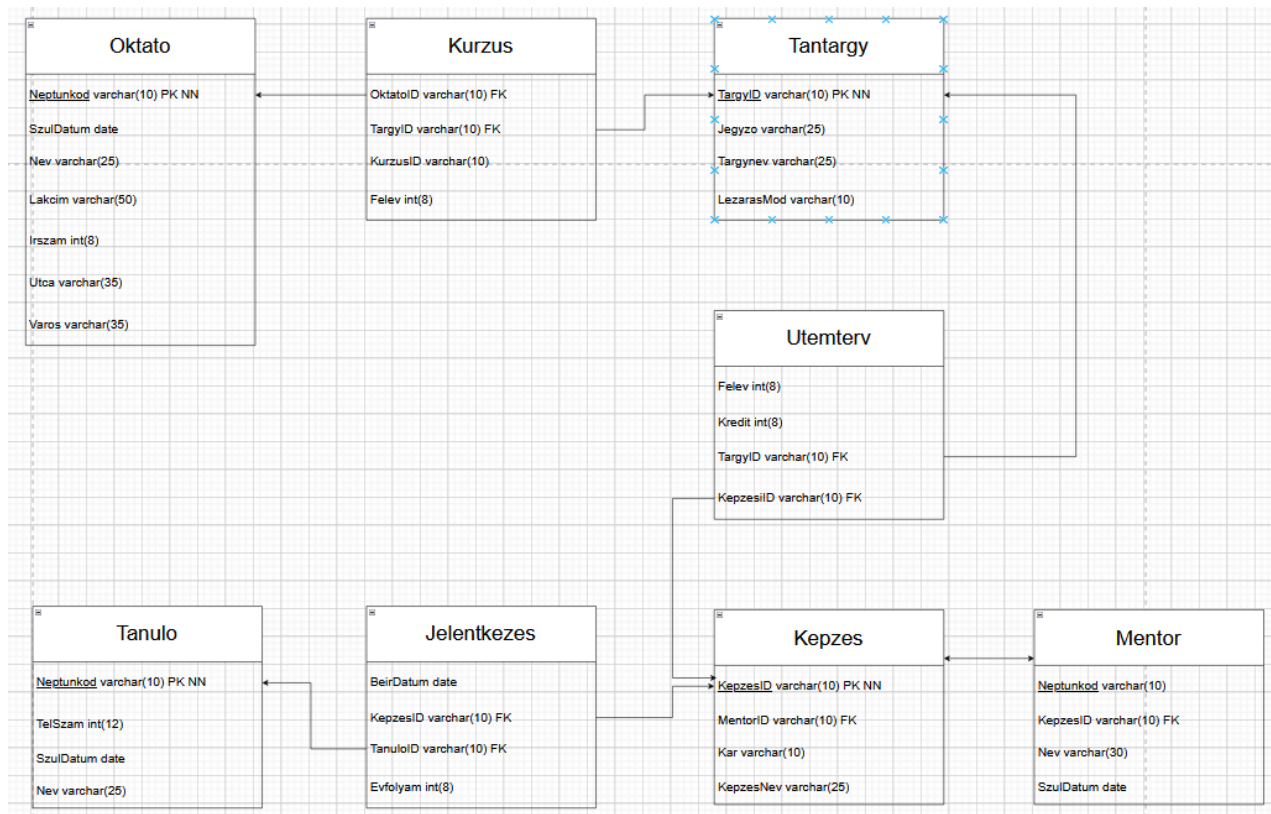 Oktato
Neptunkod varchar(10) PK NN
SzulDatum date
Nev varchar(25)
Lakcim varchar(50)
Irszam int(8)
Utca varchar(35)
Varos varchar(35)
Kurzus
OktatoID varchar(10) FK
TargyID varchar(10) FK
KurzusID varchar(10)
Felev int(8)
Tantargy
TargyID varchar(10) PK NN
Jegyzo varchar(25)
Targynev varchar(25)
LezarasMod varchar(10)
Utemterv
Felev int(8)
Kredit int(8)
TargyID varchar(10) FK
KepzesiID varchar(10) FK
Tanulo
Neptunkod varchar(10) PK NN
TelSzam int(12)
SzulDatum date
Nev varchar(25)
Jelentkezes
BeirDatum date
KepzesID varchar(10) FK
TanuloID varchar(10) FK
Evfolyam int(8)
Kepzes
KepzesID varchar(10) PK NN
MentorID varchar(10) FK
Kar varchar(10)
KepzesNev varchar(25)
Mentor
Neptunkod varchar(10)
KepzesID varchar(10) FK
Nev varchar(30)
SzulDatum date